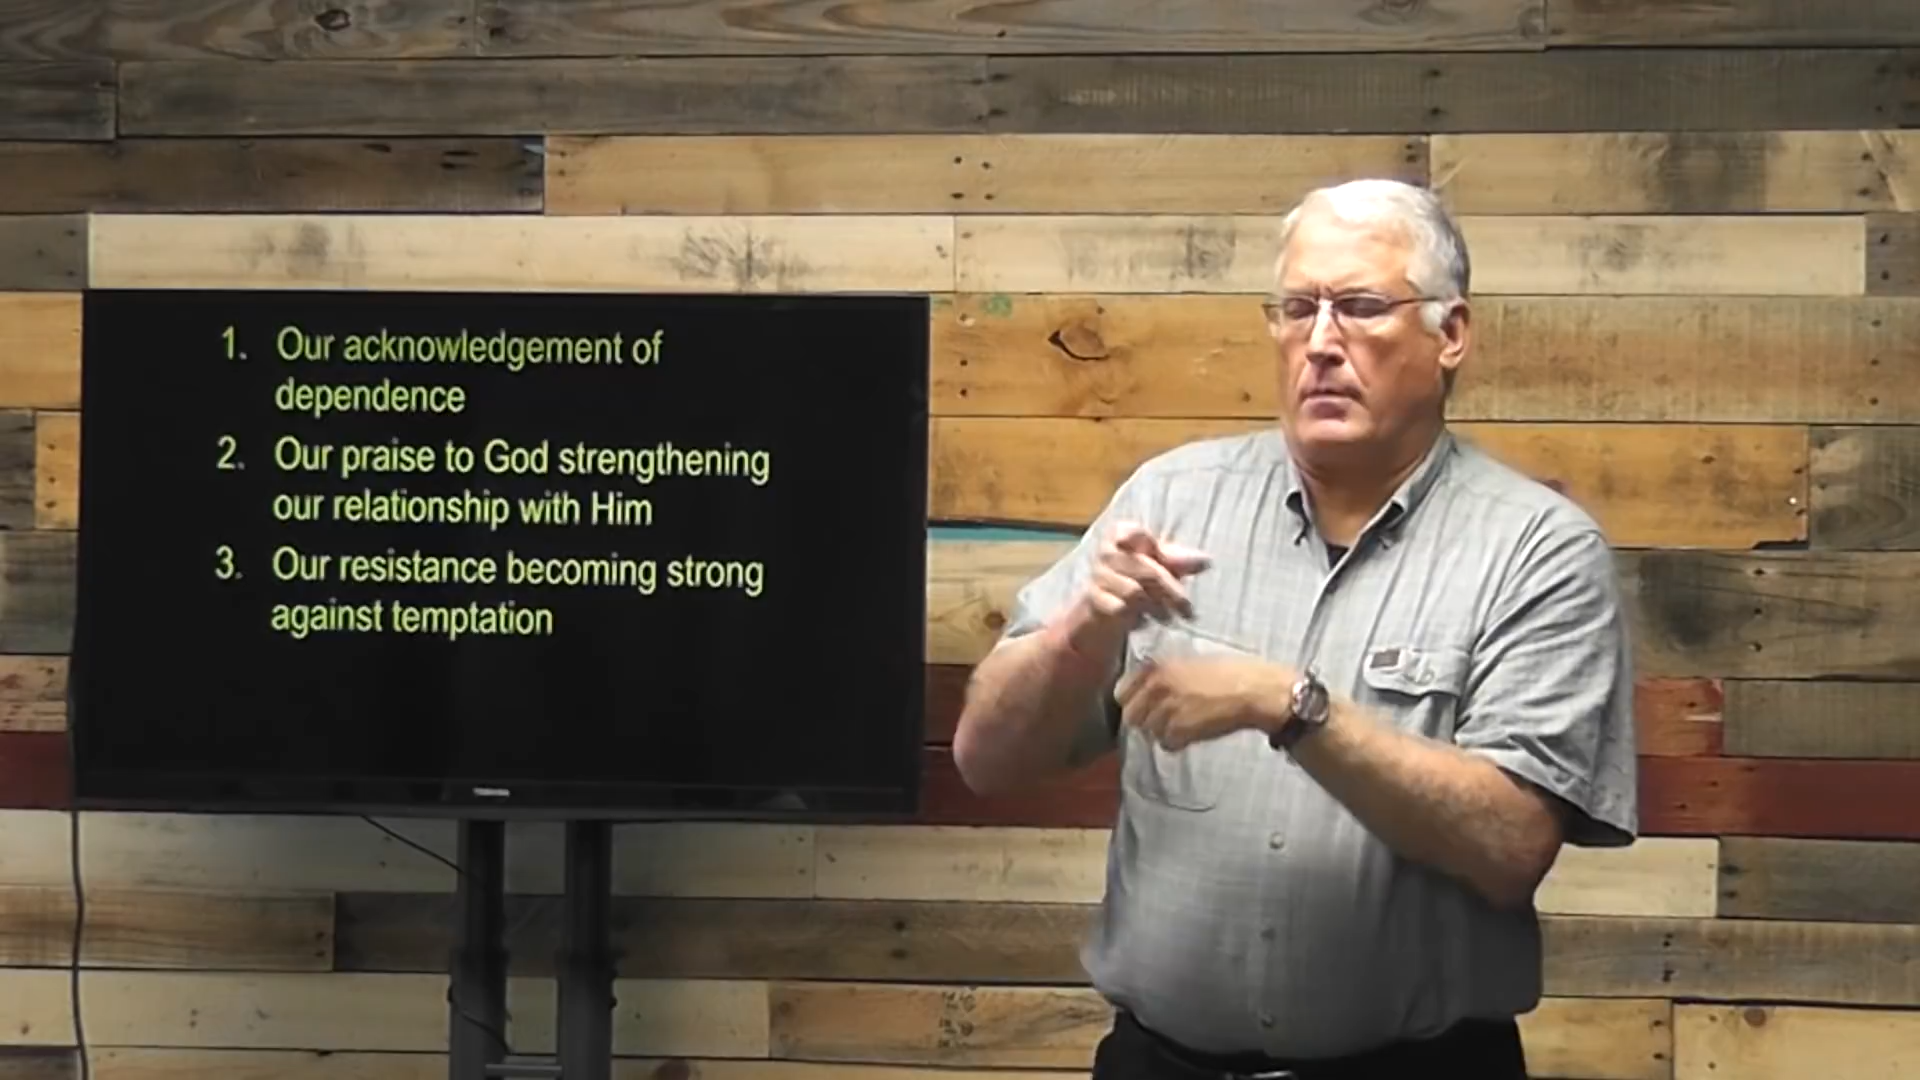 1. Our acknowledgement of
dependence
2. Our praise to God strengthening
our relationship with Him
3. Our resistance becoming strong
against temptation
TOSHIBA